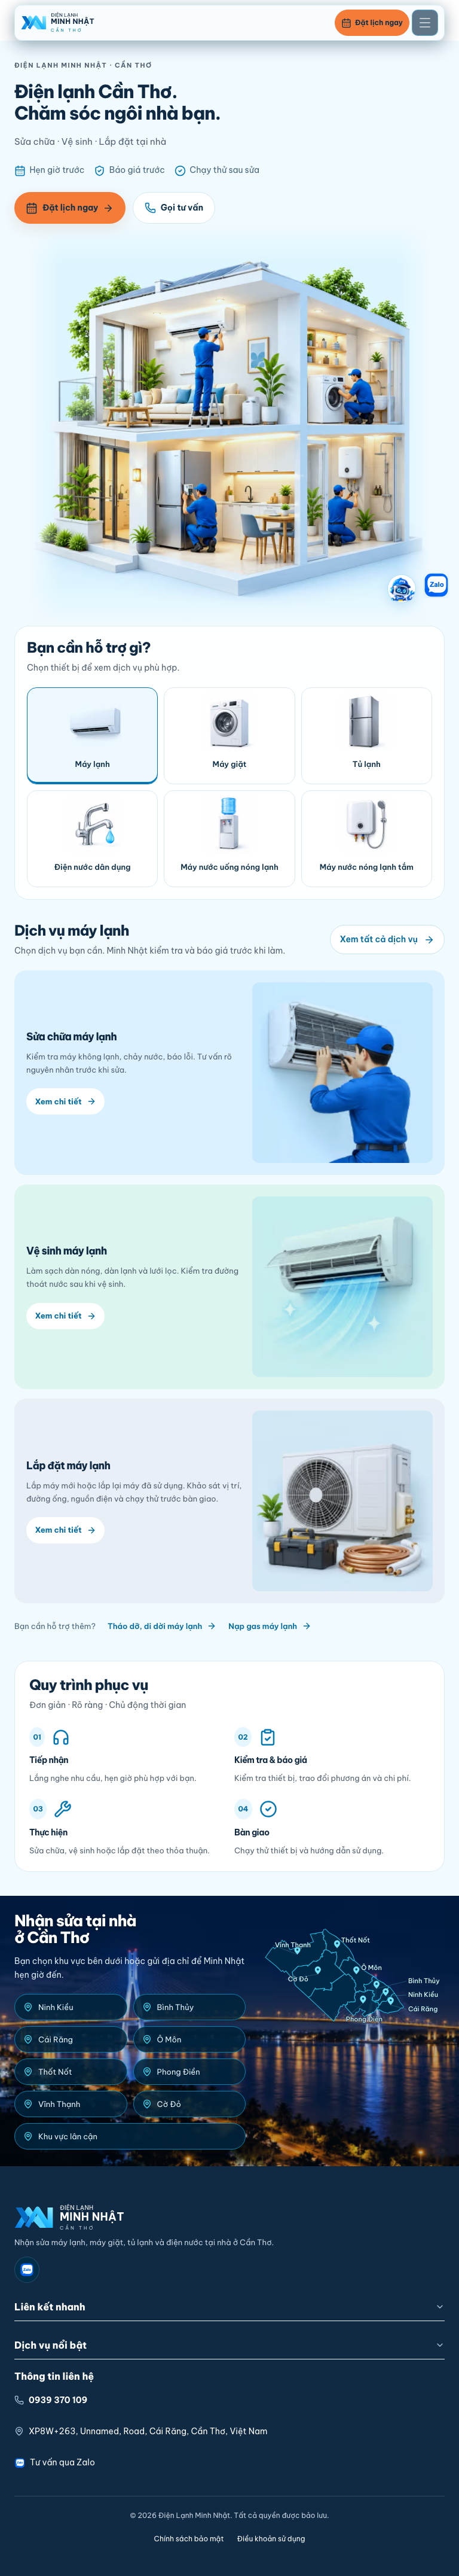 ĐIỆN LẠNH
MINH NHẬT
CẦN THƠ
Đặt lịch ngay
ĐIỆN LẠNH MINH NHẬT · CẦN THƠ
Điện lạnh Cần Thơ.
Chăm sóc ngôi nhà bạn.
Sửa chữa · Vệ sinh · Lắp đặt tại nhà
Hẹn giờ trước
Báo giá trước
Chạy thử sau sửa
Đặt lịch ngay
Gọi tư vấn
Zalo
Bạn cần hỗ trợ gì?
Chọn thiết bị để xem dịch vụ phù hợp.
Máy lạnh
Máy giặt
Tủ lạnh
Điện nước dân dụng
Máy nước uống nóng lạnh
Máy nước nóng lạnh tắm
Dịch vụ máy lạnh
Chọn dịch vụ bạn cần. Minh Nhật kiểm tra và báo giá trước khi làm.
Xem tất cả dịch vụ
Sửa chữa máy lạnh
Kiểm tra máy không lạnh, chảy nước, báo lỗi. Tư vấn rõ
nguyên nhân trước khi sửa.
Xem chi tiết
Vệ sinh máy lạnh
Làm sạch dàn nóng, dàn lạnh và lưới lọc. Kiểm tra đường
thoát nước sau khi vệ sinh.
Xem chi tiết
Lắp đặt máy lạnh
Lắp máy mới hoặc lắp lại máy đã sử dụng. Khảo sát vị trí,
đường ống, nguồn điện và chạy thử trước bàn giao.
Xem chi tiết
Bạn cần hỗ trợ thêm?
Tháo dỡ, di dời máy lạnh
Nạp gas máy lạnh
Quy trình phục vụ
Đơn giản · Rõ ràng · Chủ động thời gian
01
Tiếp nhận
Lắng nghe nhu cầu, hẹn giờ phù hợp với bạn.
02
Kiểm tra & báo giá
Kiểm tra thiết bị, trao đổi phương án và chi phí.
03
Thực hiện
Sửa chữa, vệ sinh hoặc lắp đặt theo thỏa thuận.
04
Bàn giao
Chạy thử thiết bị và hướng dẫn sử dụng.
Nhận sửa tại nhà
ở Cần Thơ
Bạn chọn khu vực bên dưới hoặc gửi địa chỉ để Minh Nhật
hẹn giờ đến.
Ninh Kiều
Bình Thủy
Cái Răng
Ô Môn
Thốt Nốt
Phong Điền
Vĩnh Thạnh
Cờ Đỏ
Khu vực lân cận
Vĩnh Thạnh
Thốt Nốt
Cờ Đỏ
Ô Môn
Bình Thủy
Ninh Kiều
Cái Răng
Phong Điền
ĐIỆN LẠNH
MINH NHẬT
CẦN THƠ
Nhận sửa máy lạnh, máy giặt, tủ lạnh và điện nước tại nhà ở Cần Thơ.
Zalo
Liên kết nhanh
Dịch vụ nổi bật
Thông tin liên hệ
0939 370 109
XP8W+263, Unnamed, Road, Cái Răng, Cần Thơ, Việt Nam
Tư vấn qua Zalo
© 2026 Điện Lạnh Minh Nhật. Tất cả quyền được bảo lưu.
Chính sách bảo mật
Điều khoản sử dụng